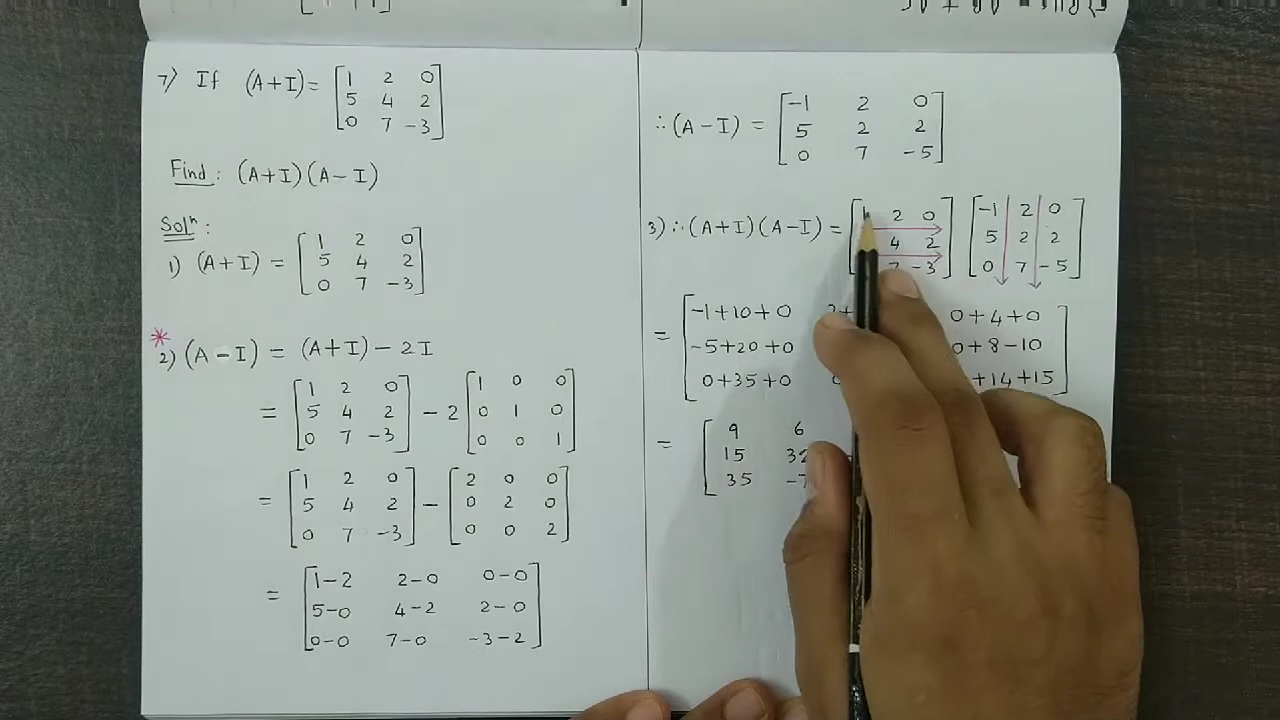 7) If (A+I)= [1 2 0
5 4 2
0 7 -3]
Find: (A+I)(A-I)
Solⁿ
1) (A+I) = [1 2 0
5 4 2
0 7 -3]
* 2) (A-I) = (A+I)-2I
= [1 2 0
5 4 2
0 7 -3] - 2 [1 0 0
0 1 0
0 0 1]
= [1 2 0
5 4 2
0 7 -3] - [2 0 0
0 2 0
0 0 2]
= [1-2 2-0 0-0
5-0 4-2 2-0
0-0 7-0 -3-2]
∴(A-I) = [-1 2 0
5 2 2
0 7 -5]
3) ∴(A+I)(A-I) = [2 0
4 2
7 -3] [-1 2 0
5 2 2
0 7 -5]
= [-1+10+0 0+4+0
-5+20+0 0+8-10
0+35+0 +14+15]
= [9 6
15 32
35 -7